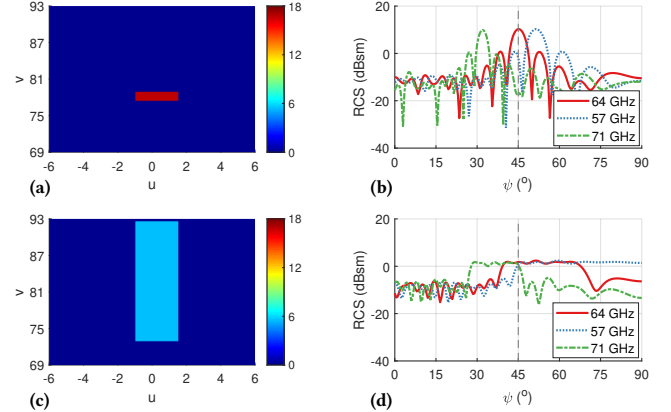 93
85
77
69
v
-6 -4 -2 0 2 4 6
u
18
12
6
0
(a)
20
0
-20
-40
RCS (dBsm)
0 15 30 45 60 75 90
ψ (°)
64 GHz
57 GHz
71 GHz
(b)
93
87
81
75
69
v
-6 -4 -2 0 2 4 6
u
18
12
6
0
(c)
20
0
-20
-40
RCS (dBsm)
0 15 30 45 60 75 90
ψ (°)
64 GHz
57 GHz
71 GHz
(d)